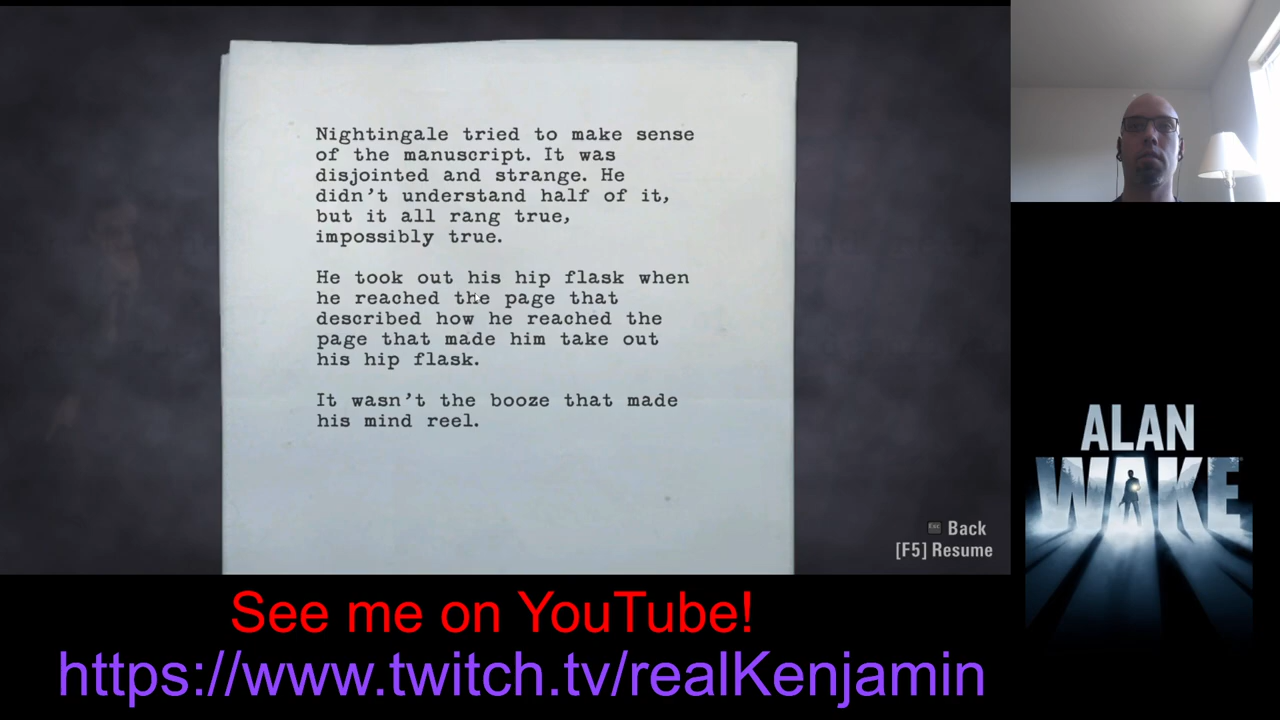 Nightingale tried to make sense
of the manuscript. It was
disjointed and strange. He
didn't understand half of it,
but it all rang true,
impossibly true.
He took out his hip flask when
he reached the page that
described how he reached the
page that made him take out
his hip flask.
It wasn't the booze that made
his mind reel.
Esc Back
[F5] Resume
ALAN
WAKE
See me on YouTube!
https://www.twitch.tv/realKenjamin